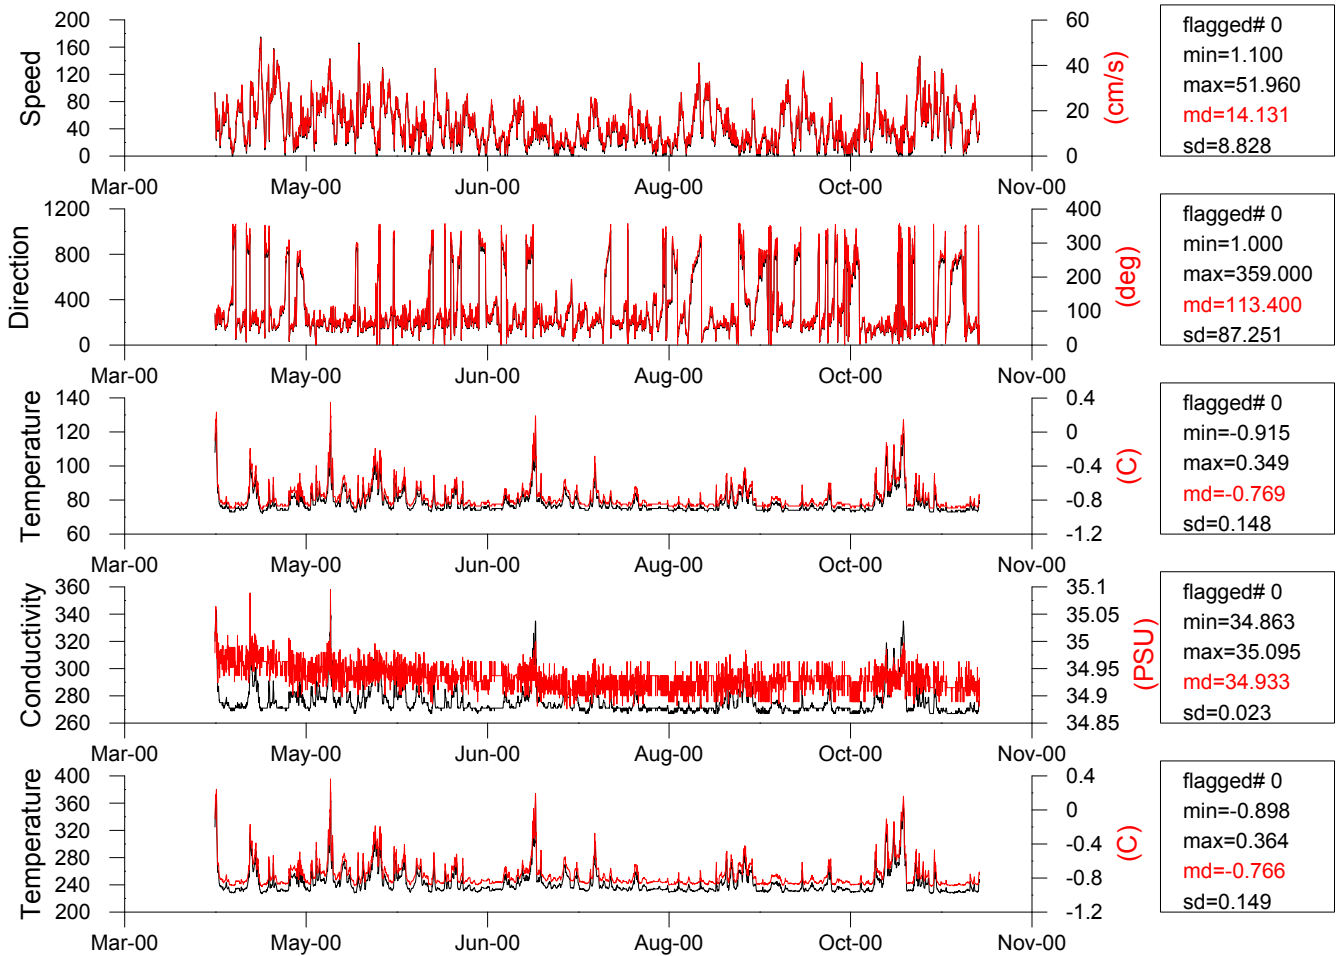 Speed
200
160
120
80
40
0
60
40
20
0
(cm/s)
Mar-00 May-00 Jun-00 Aug-00 Oct-00 Nov-00
flagged# 0
min=1.100
max=51.960
md=14.131
sd=8.828
Direction
1200
800
400
0
400
300
200
100
0
(deg)
Mar-00 May-00 Jun-00 Aug-00 Oct-00 Nov-00
flagged# 0
min=1.000
max=359.000
md=113.400
sd=87.251
Temperature
140
120
100
80
60
0.4
0
-0.4
-0.8
-1.2
(C)
Mar-00 May-00 Jun-00 Aug-00 Oct-00 Nov-00
flagged# 0
min=-0.915
max=0.349
md=-0.769
sd=0.148
Conductivity
360
340
320
300
280
260
35.1
35.05
35
34.95
34.9
34.85
(PSU)
Mar-00 May-00 Jun-00 Aug-00 Oct-00 Nov-00
flagged# 0
min=34.863
max=35.095
md=34.933
sd=0.023
Temperature
400
360
320
280
240
200
0.4
0
-0.4
-0.8
-1.2
(C)
Mar-00 May-00 Jun-00 Aug-00 Oct-00 Nov-00
flagged# 0
min=-0.898
max=0.364
md=-0.766
sd=0.149